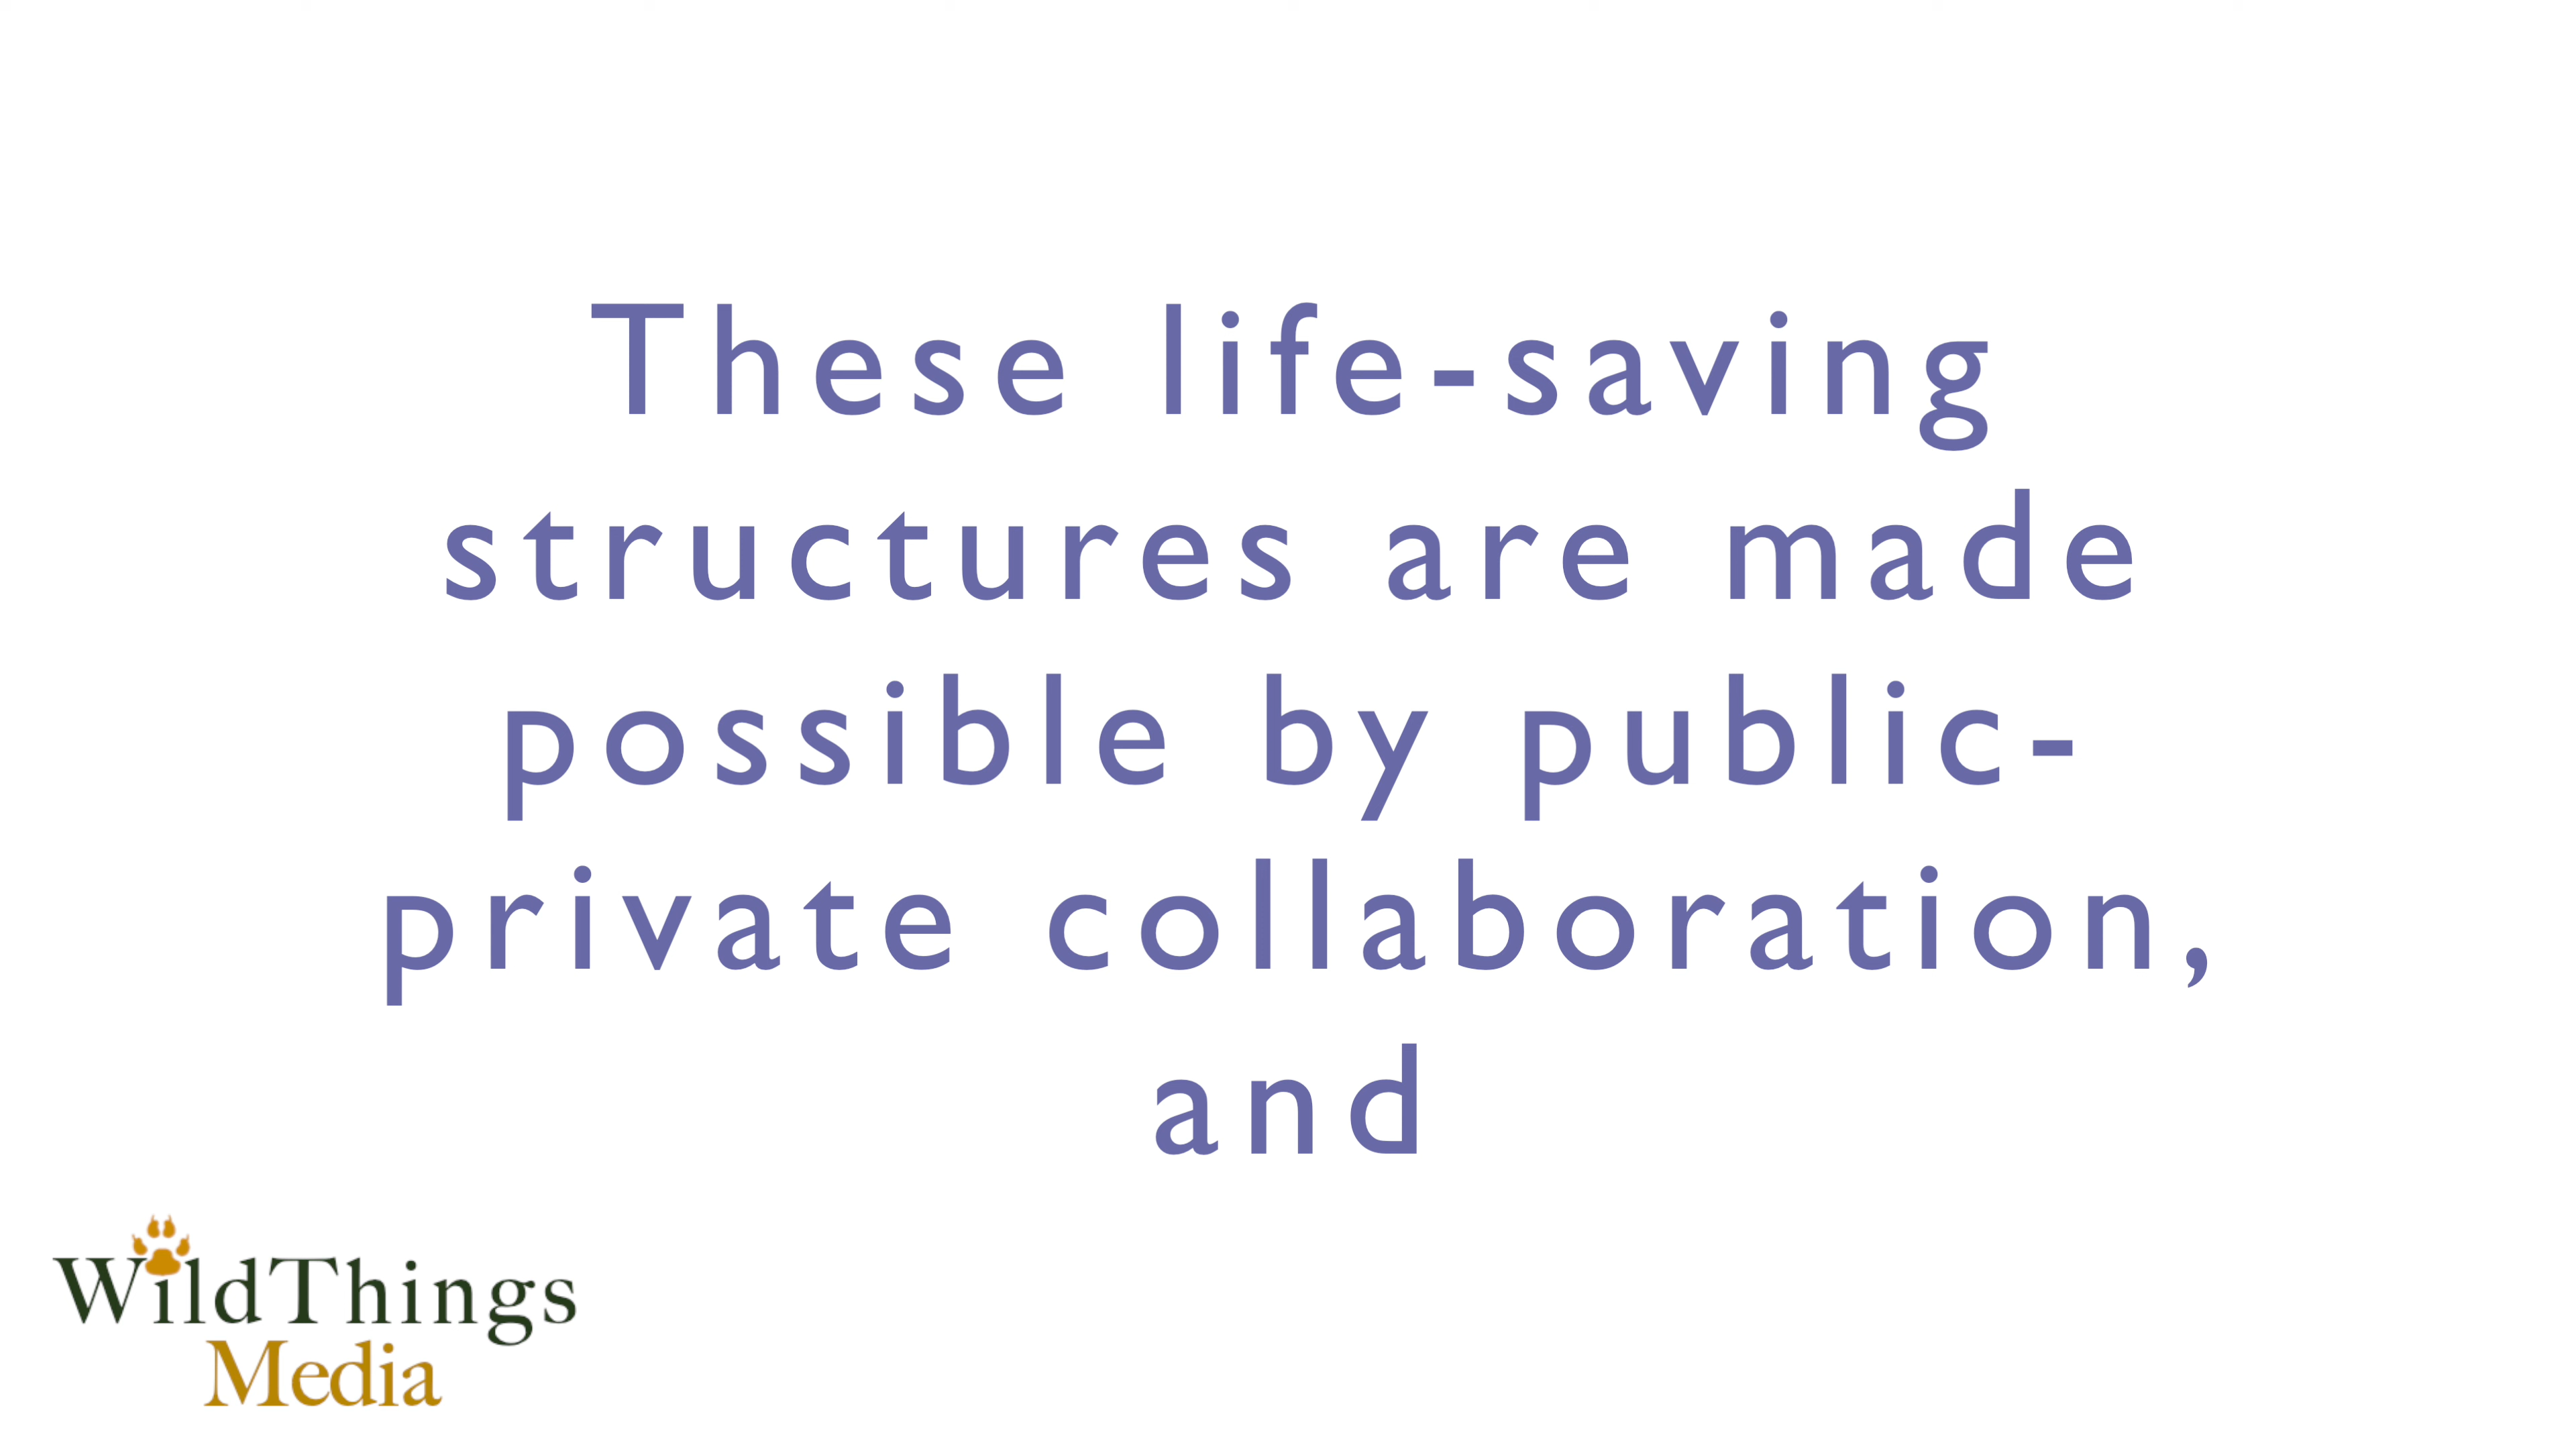 These life-saving
structures are made
possible by public-
private collaboration,
and
WildThings
Media